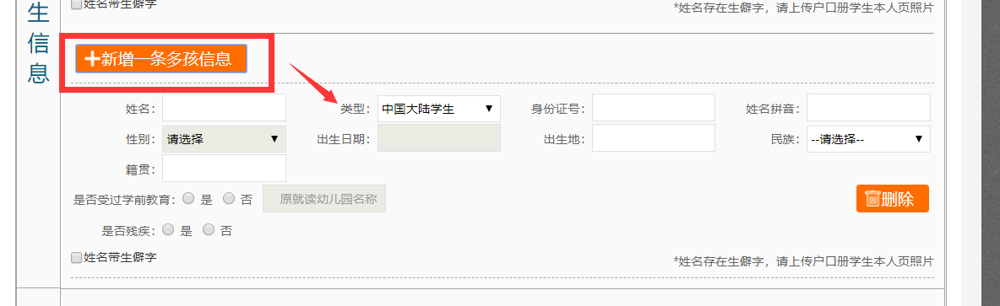 生
信
息
姓名带生僻字
*姓名存在生僻字，请上传户口册学生本人页照片
新增一条多孩信息
姓名： 类型： 中国大陆学生 身份证号： 姓名拼音：
性别： 请选择 出生日期： 出生地： 民族： --请选择--
籍贯：
是否受过学前教育： 是 否 原就读幼儿园名称 删除
是否残疾： 是 否
姓名带生僻字
*姓名存在生僻字，请上传户口册学生本人页照片